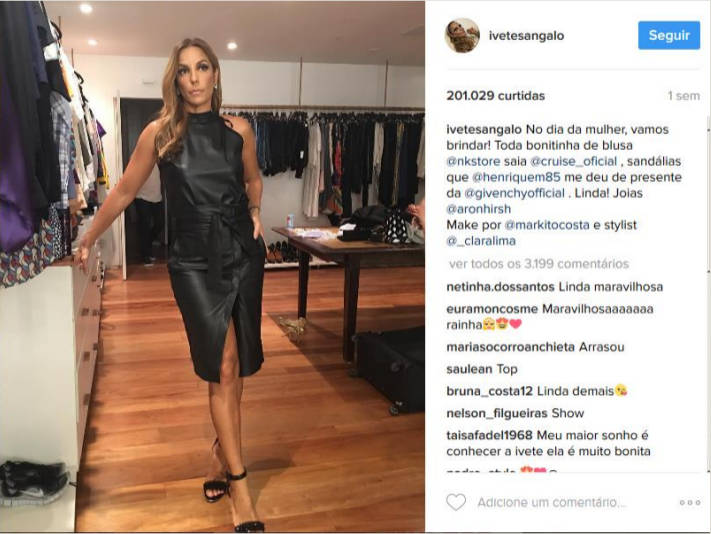 ivetesangalo
Seguir
201.029 curtidas
1 sem
ivetesangalo No dia da mulher, vamos
brindar! Toda bonitinha de blusa
@nkstore saia @cruise_oficial , sandálias
que @henriquem85 me deu de presente
da @givenchyofficial . Linda! Joias
@aronhirsh
Make por @markitocosta e stylist
@_claralima
ver todos os 3.199 comentários
netinha.dossantos Linda maravilhosa
euramoncosme Maravilhosaaaaaaa
rainha😬😍❤
mariasocorroanchieta Arrasou
saulean Top
bruna_costa12 Linda demais😘
nelson_filgueiras Show
taisafadel1968 Meu maior sonho é
conhecer a ivete ela é muito bonita
Adicione um comentário...